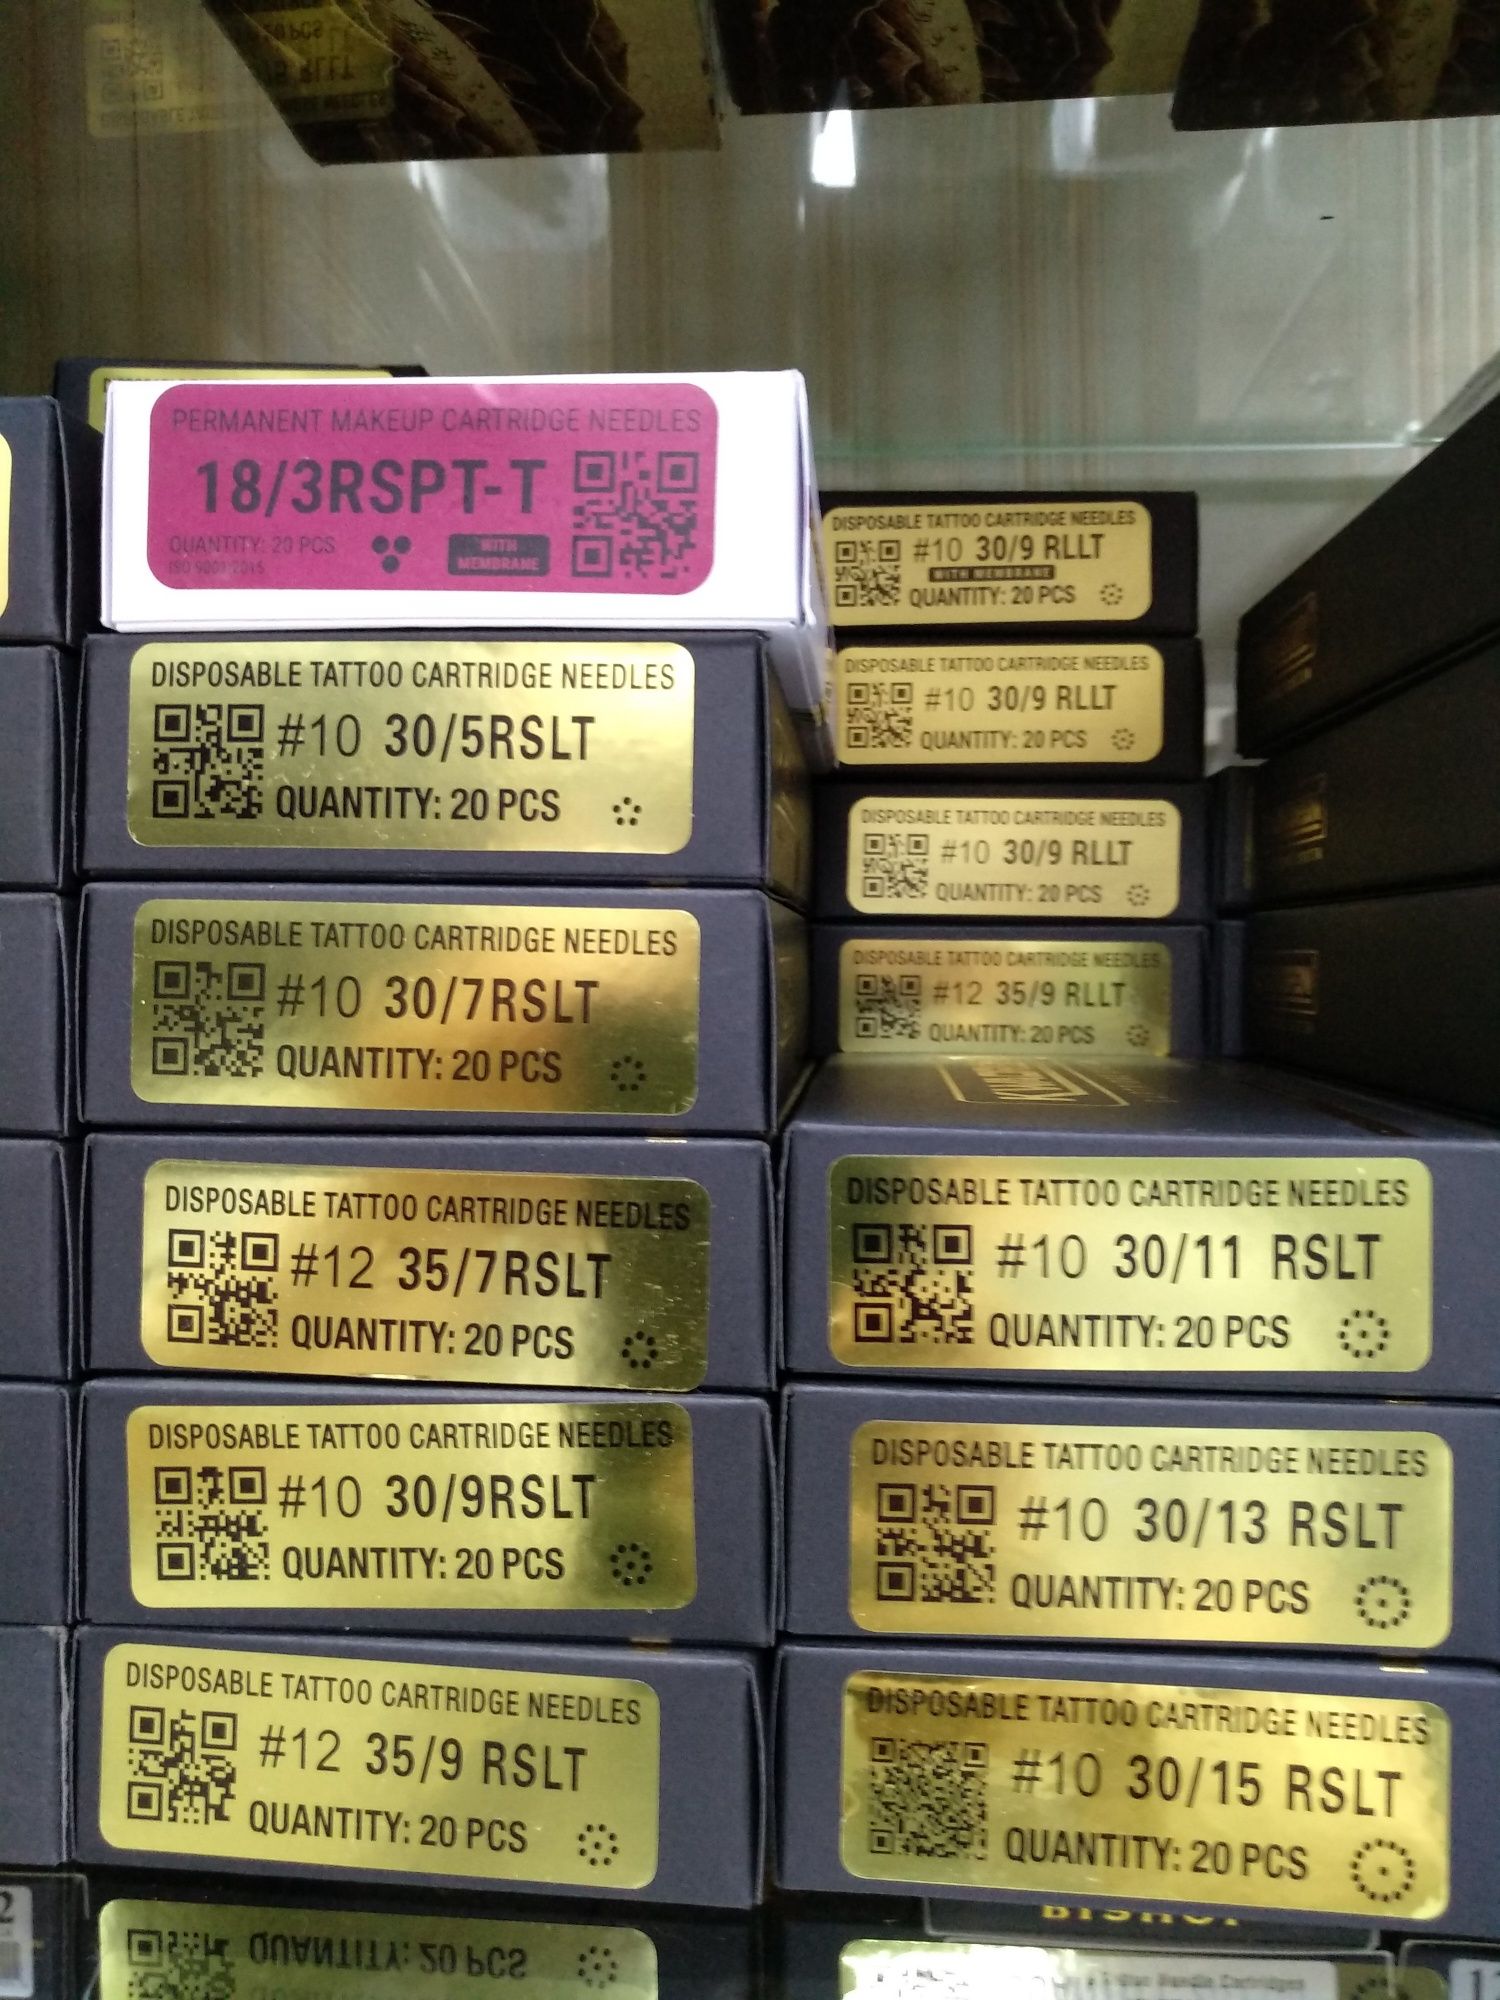 PERMANENT MAKEUP CARTRIDGE NEEDLES
18/3RSPT-T
QUANTITY: 20 PCS
ISO 9001:2015
WITH
MEMBRANE
DISPOSABLE TATTOO CARTRIDGE NEEDLES
#10 30/5RSLT
QUANTITY: 20 PCS
DISPOSABLE TATTOO CARTRIDGE NEEDLES
#10 30/7RSLT
QUANTITY: 20 PCS
DISPOSABLE TATTOO CARTRIDGE NEEDLES
#12 35/7RSLT
QUANTITY: 20 PCS
DISPOSABLE TATTOO CARTRIDGE NEEDLES
#10 30/9RSLT
QUANTITY: 20 PCS
DISPOSABLE TATTOO CARTRIDGE NEEDLES
#12 35/9 RSLT
QUANTITY: 20 PCS
QUANTITY: 20 PCS
DISPOSABLE TATTOO CARTRIDGE NEEDLES
#10 30/9 RLLT
WITH MEMBRANE
QUANTITY: 20 PCS
DISPOSABLE TATTOO CARTRIDGE NEEDLES
#10 30/9 RLLT
QUANTITY: 20 PCS
DISPOSABLE TATTOO CARTRIDGE NEEDLES
#10 30/9 RLLT
QUANTITY: 20 PCS
DISPOSABLE TATTOO CARTRIDGE NEEDLES
#12 35/9 RLLT
QUANTITY: 20 PCS
DISPOSABLE TATTOO CARTRIDGE NEEDLES
#10 30/11 RSLT
QUANTITY: 20 PCS
DISPOSABLE TATTOO CARTRIDGE NEEDLES
#10 30/13 RSLT
QUANTITY: 20 PCS
DISPOSABLE TATTOO CARTRIDGE NEEDLES
#10 30/15 RSLT
QUANTITY: 20 PCS